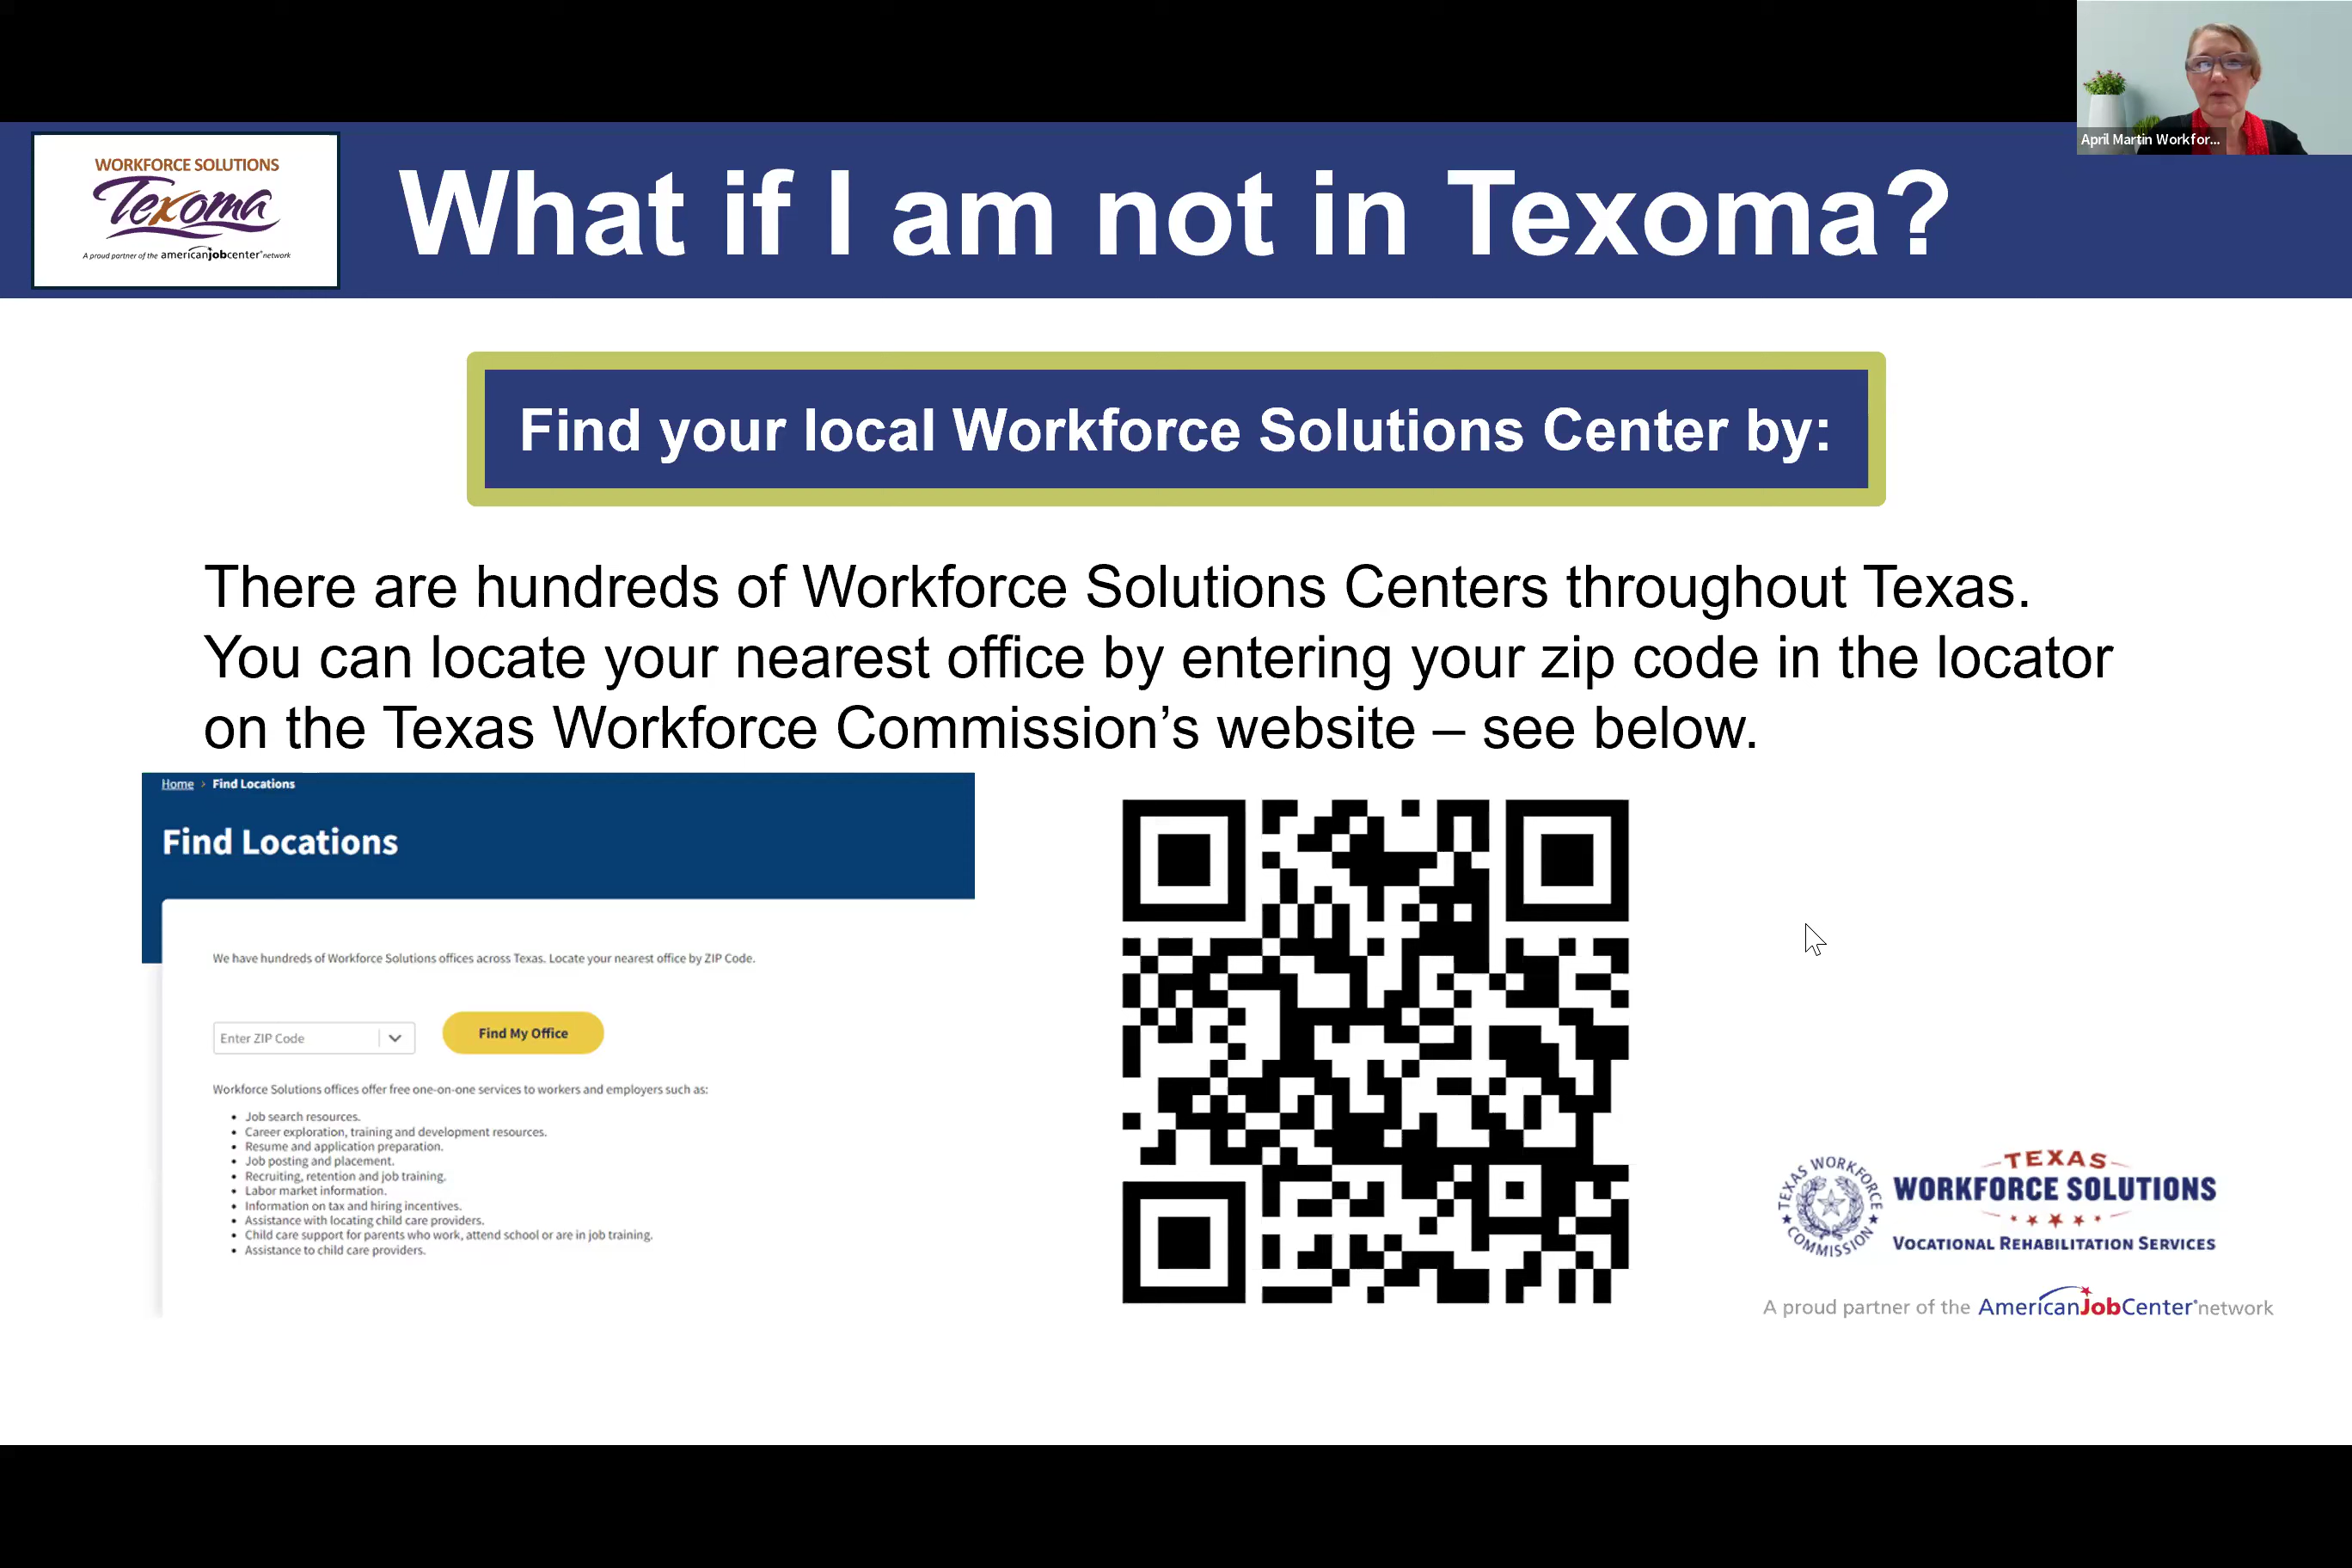 April Martin Workfor...
WORKFORCE SOLUTIONS
Texoma
A proud partner of the americanjobcenter® network
What if I am not in Texoma?
Find your local Workforce Solutions Center by:
There are hundreds of Workforce Solutions Centers throughout Texas.
You can locate your nearest office by entering your zip code in the locator
on the Texas Workforce Commission’s website – see below.
Home > Find Locations
Find Locations
We have hundreds of Workforce Solutions offices across Texas. Locate your nearest office by ZIP Code.
Enter ZIP Code
Find My Office
Workforce Solutions offices offer free one-on-one services to workers and employers such as:
• Job search resources.
• Career exploration, training and development resources.
• Resume and application preparation.
• Job posting and placement.
• Recruiting, retention and job training.
• Labor market information.
• Information on tax and hiring incentives.
• Assistance with locating child care providers.
• Child care support for parents who work, attend school or are in job training.
• Assistance to child care providers.
TEXAS WORKFORCE COMMISSION
TEXAS
WORKFORCE SOLUTIONS
VOCATIONAL REHABILITATION SERVICES
A proud partner of the AmericanJobCenter® network